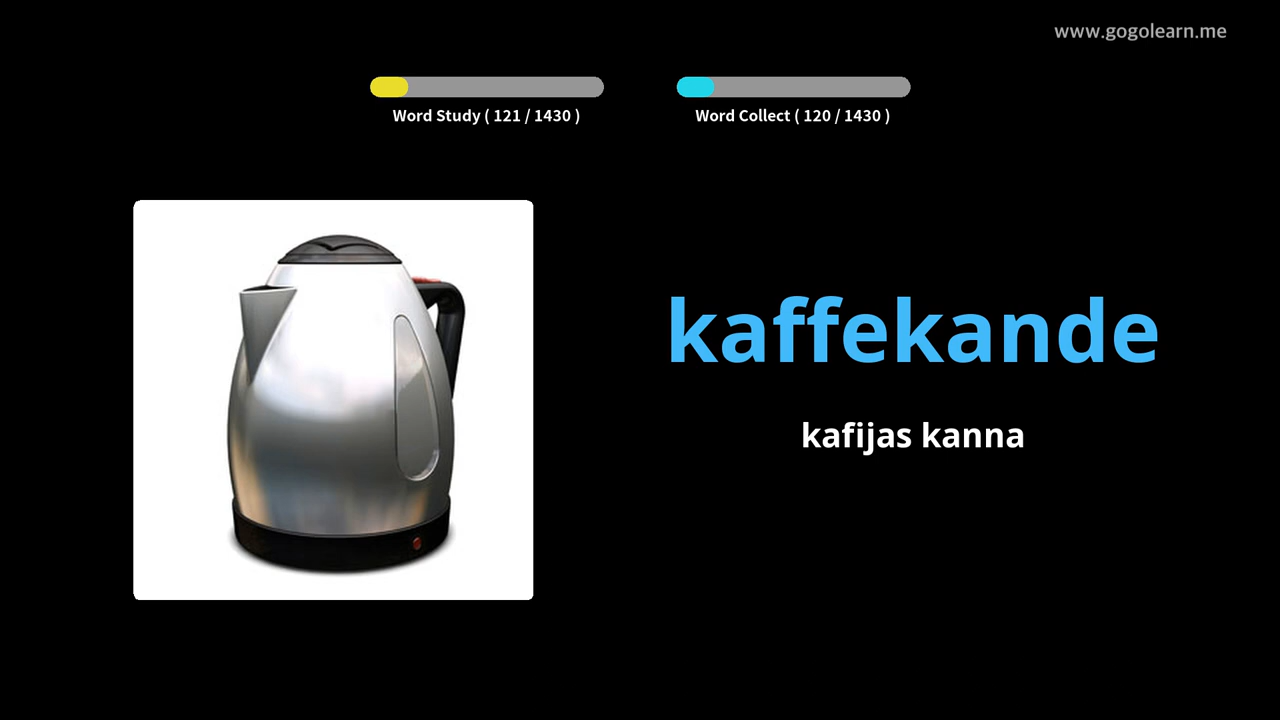 www.gogolearn.me
Word Study ( 121 / 1430 )
Word Collect ( 120 / 1430 )
kaffekande
kafijas kanna